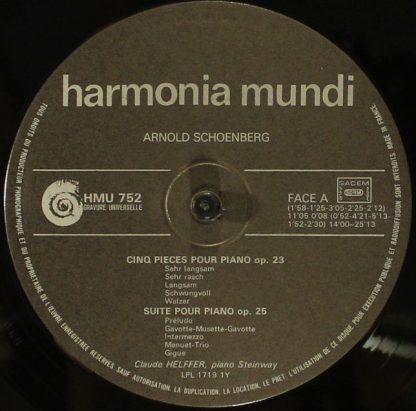 harmonia mundi
ARNOLD SCHOENBERG
HMU 752
GRAVURE UNIVERSELLE
FACE A
SACEM
(1'58-1'25-3'05-2'25-2'12)
11'05 0'08 (0'52-4'21-5'13-
1'52-2'30) 14'00-25'13
CINQ PIECES POUR PIANO op. 23
Sehr langsam
Sehr rasch
Langsam
Schwungvoll
Walzer
SUITE POUR PIANO op. 25
Prélude
Gavotte-Musette-Gavotte
Intermezzo
Menuet-Trio
Gigue
Claude HELFFER, piano Steinway
LPL 1719 1Y
TOUS DROITS DU PRODUCTEUR PHONOGRAPHIQUE ET DU PROPRIETAIRE DE L'OEUVRE ENREGISTREE RESERVES SAUF AUTORISATION. LA DUPLICATION, LA LOCATION, LE PRET, L'UTILISATION DE CE DISQUE POUR EXECUTION PUBLIQUE ET RADIODIFFUSION SONT INTERDITS. MADE IN FRANCE.